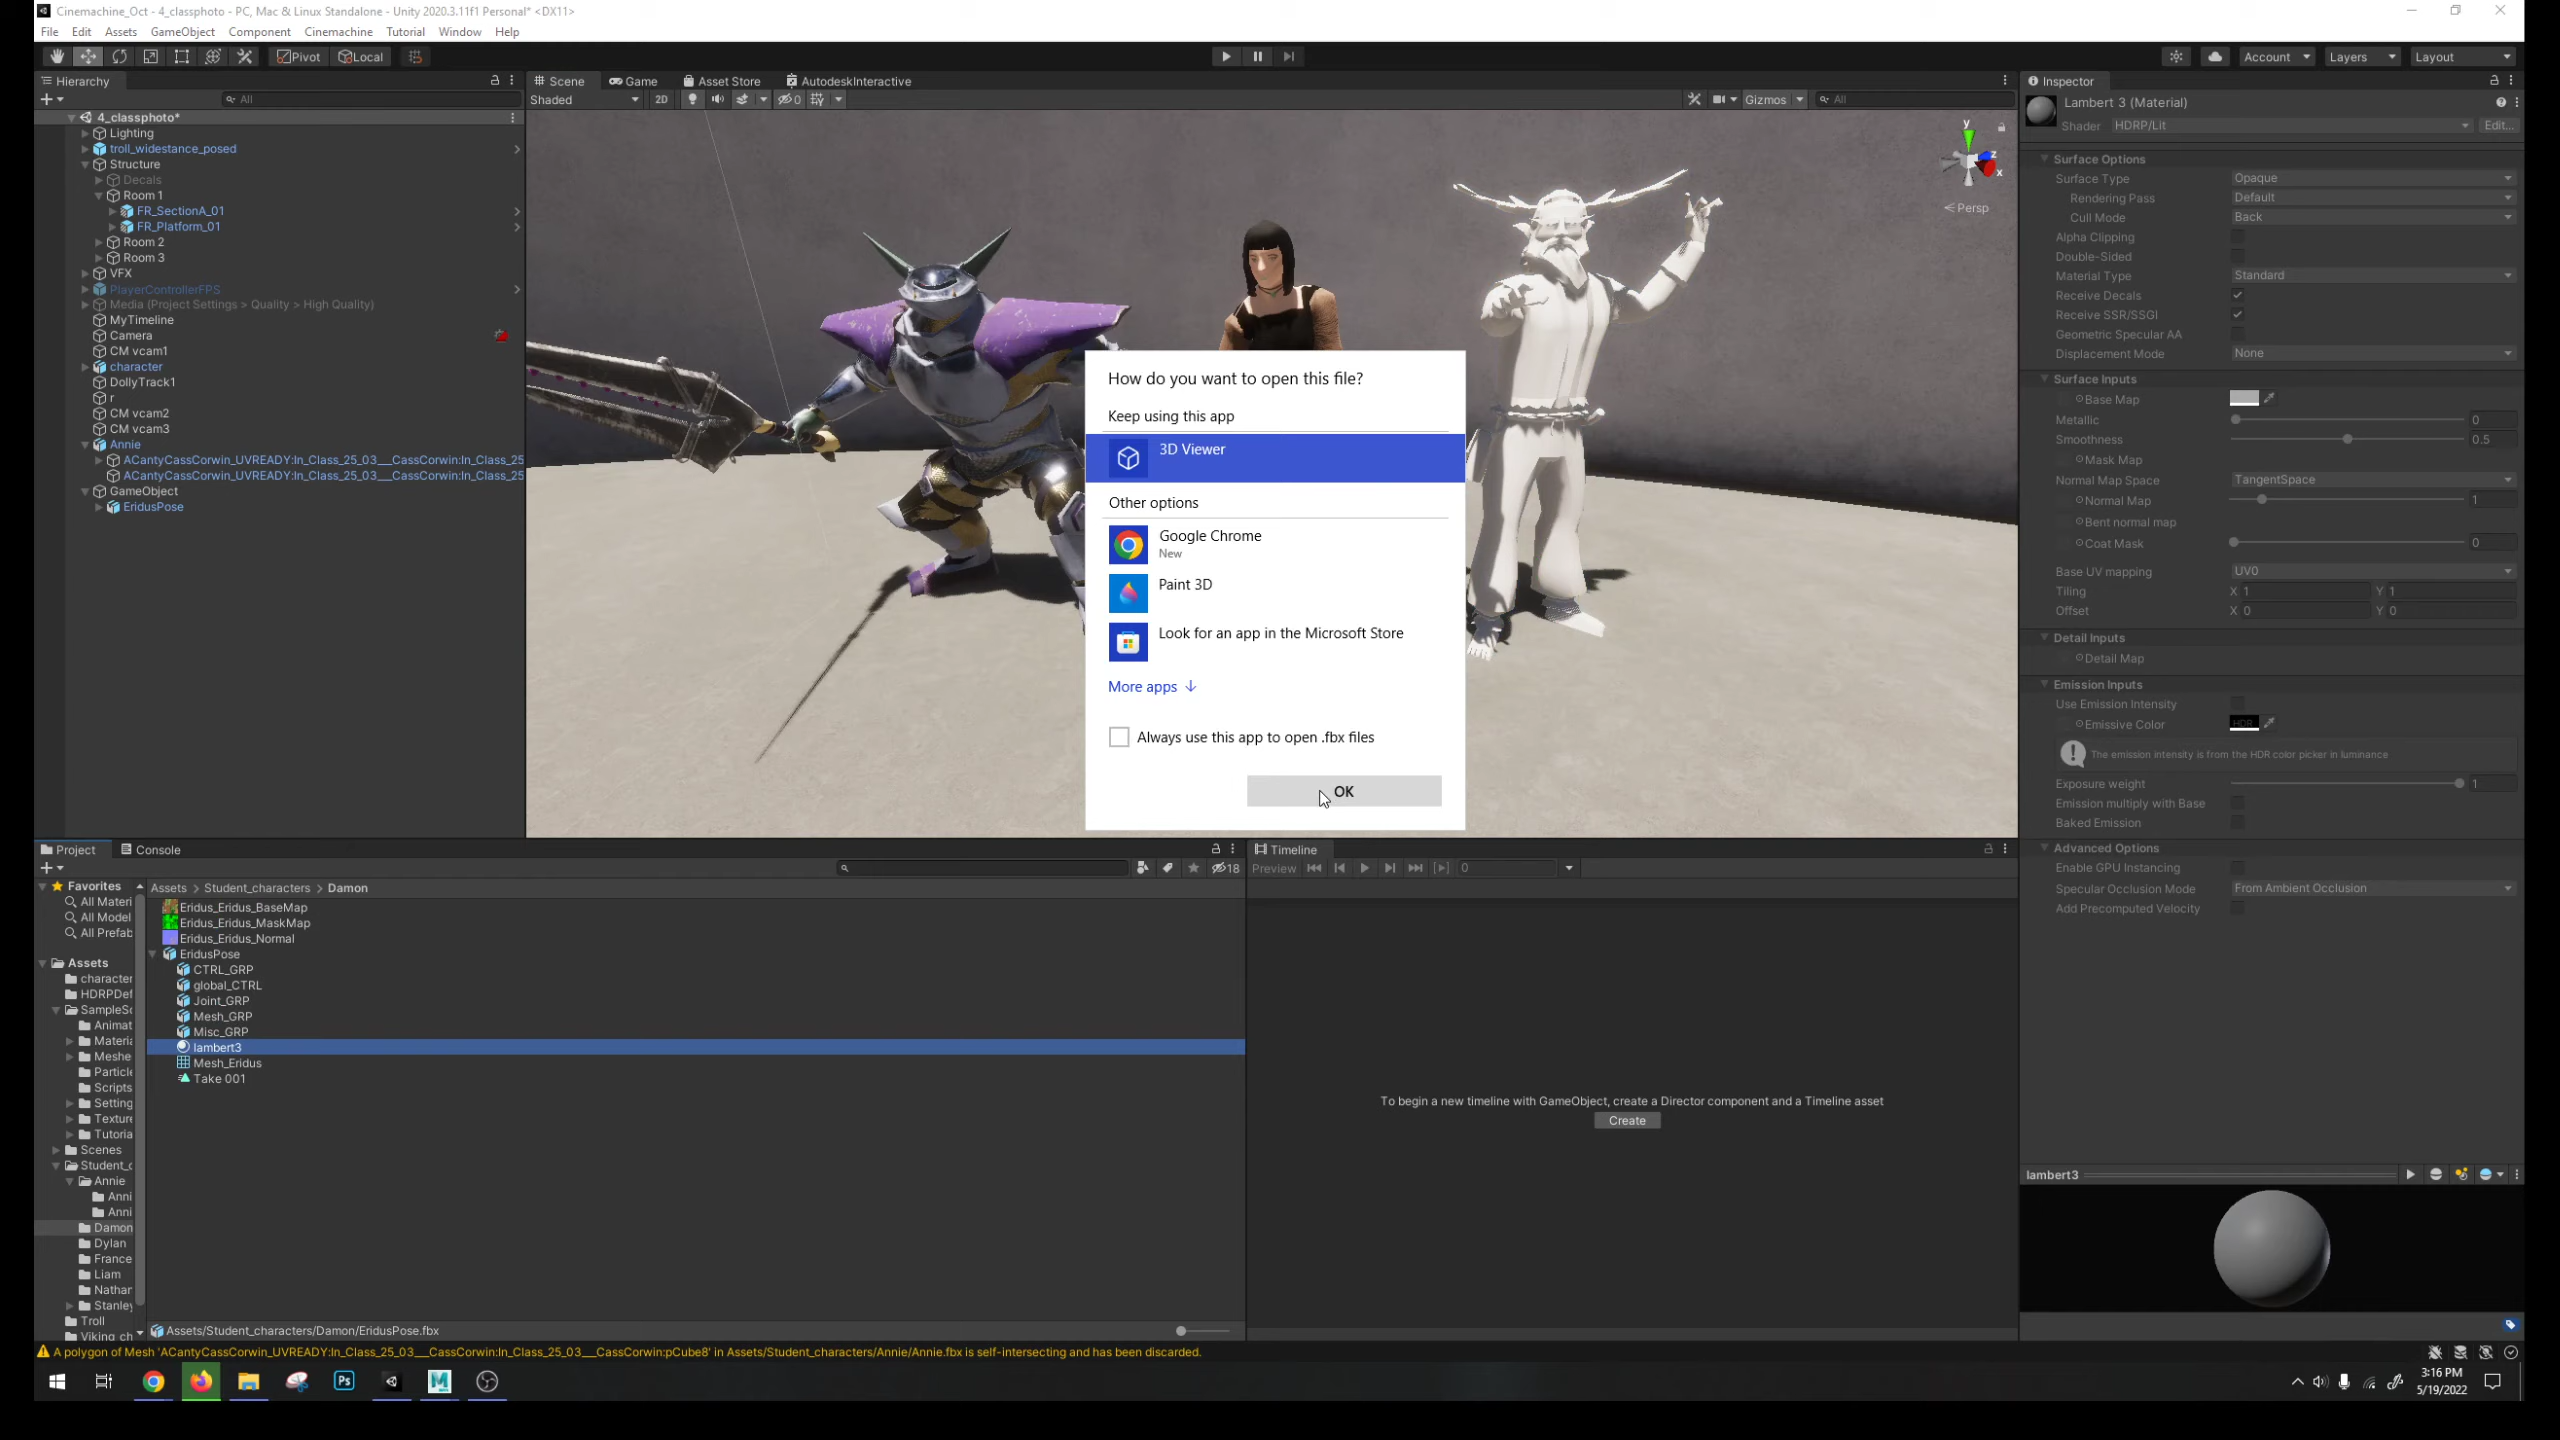 Cinemachine_Oct - 4_classphoto - PC, Mac & Linux Standalone - Unity 2020.3.11f1 Personal* <DX11>
File Edit Assets GameObject Component Cinemachine Tutorial Window Help
Pivot Local Account Layers Layout
Hierarchy
All
4_classphoto*
Lighting
troll_widestance_posed
Structure
Decals
Room 1
FR_SectionA_01
FR_Platform_01
Room 2
Room 3
VFX
PlayerControllerFPS
Media (Project Settings > Quality > High Quality)
MyTimeline
Camera
CM vcam1
character
DollyTrack1
r
CM vcam2
CM vcam3
Annie
ACantyCassCorwin_UVREADY:In_Class_25_03___CassCorwin:In_Class_25
ACantyCassCorwin_UVREADY:In_Class_25_03___CassCorwin:In_Class_25
GameObject
EridusPose
Scene Game Asset Store AutodeskInteractive
Shaded 2D 0 Gizmos All
y
z
x
Persp
How do you want to open this file?
Keep using this app
3D Viewer
Other options
Google Chrome
New
Paint 3D
Look for an app in the Microsoft Store
More apps
Always use this app to open .fbx files
OK
Inspector
Lambert 3 (Material)
Shader HDRP/Lit Edit...
Surface Options
Surface Type Opaque
Rendering Pass Default
Cull Mode Back
Alpha Clipping
Double-Sided
Material Type Standard
Receive Decals
Receive SSR/SSGI
Geometric Specular AA
Displacement Mode None
Surface Inputs
Base Map
Metallic 0
Smoothness 0.5
Mask Map
Normal Map Space TangentSpace
Normal Map 1
Bent normal map
Coat Mask 0
Base UV mapping UV0
Tiling X 1 Y 1
Offset X 0 Y 0
Detail Inputs
Detail Map
Emission Inputs
Use Emission Intensity
Emissive Color HDR
The emission intensity is from the HDR color picker in luminance
Exposure weight 1
Emission multiply with Base
Baked Emission
Advanced Options
Enable GPU Instancing
Specular Occlusion Mode From Ambient Occlusion
Add Precomputed Velocity
lambert3
Project Console
18
Favorites
All Materi
All Model
All Prefab
Assets
character
HDRPDef
SampleSc
Animat
Materia
Meshe
Particle
Scripts
Setting
Texture
Tutoria
Scenes
Student_c
Annie
Anni
Anni
Damon
Dylan
France
Liam
Nathar
Stanley
Troll
Viking ch
Assets > Student_characters > Damon
Eridus_Eridus_BaseMap
Eridus_Eridus_MaskMap
Eridus_Eridus_Normal
EridusPose
CTRL_GRP
global_CTRL
Joint_GRP
Mesh_GRP
Misc_GRP
lambert3
Mesh_Eridus
Take 001
Assets/Student_characters/Damon/EridusPose.fbx
Timeline
Preview 0
To begin a new timeline with GameObject, create a Director component and a Timeline asset
Create
A polygon of Mesh 'ACantyCassCorwin_UVREADY:In_Class_25_03___CassCorwin:In_Class_25_03___CassCorwin:pCube8' in Assets/Student_characters/Annie/Annie.fbx is self-intersecting and has been discarded.
Ps
3:16 PM
5/19/2022